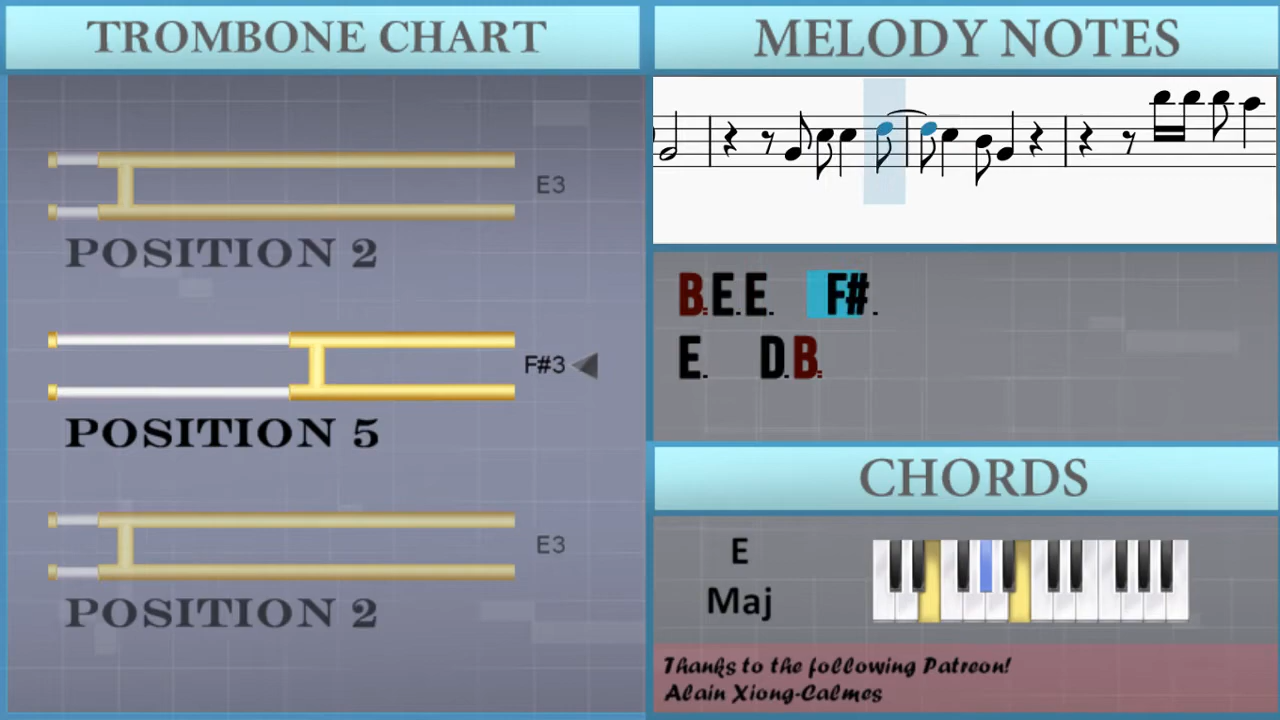 TROMBONE CHART
E3
POSITION 2
F#3
POSITION 5
E3
POSITION 2
MELODY NOTES
B.E.E. F#.
E. D.B.
CHORDS
E
Maj
Thanks to the following Patreon!
Alain Xiong-Calmes